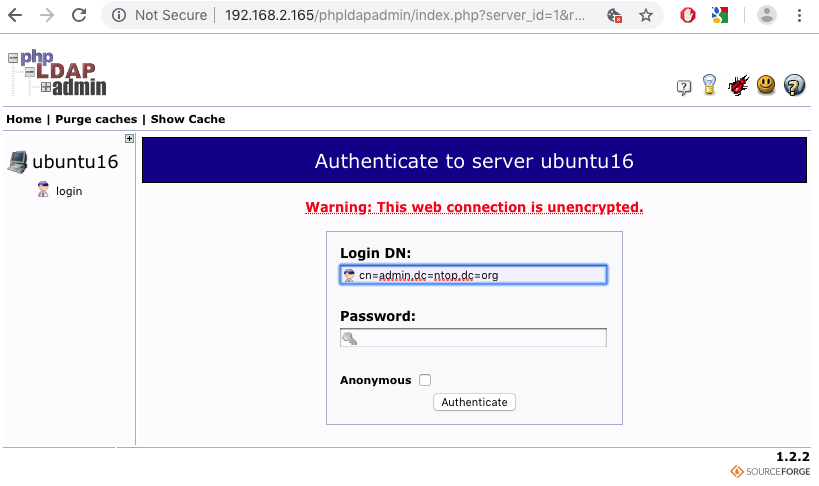 Not Secure | 192.168.2.165/phpldapadmin/index.php?server_id=1&r...
php
LDAP
admin
Home | Purge caches | Show Cache
ubuntu16
login
Authenticate to server ubuntu16
Warning: This web connection is unencrypted.
Login DN:
cn=admin,dc=ntop,dc=org
Password:
Anonymous
Authenticate
1.2.2
SOURCEFORGE